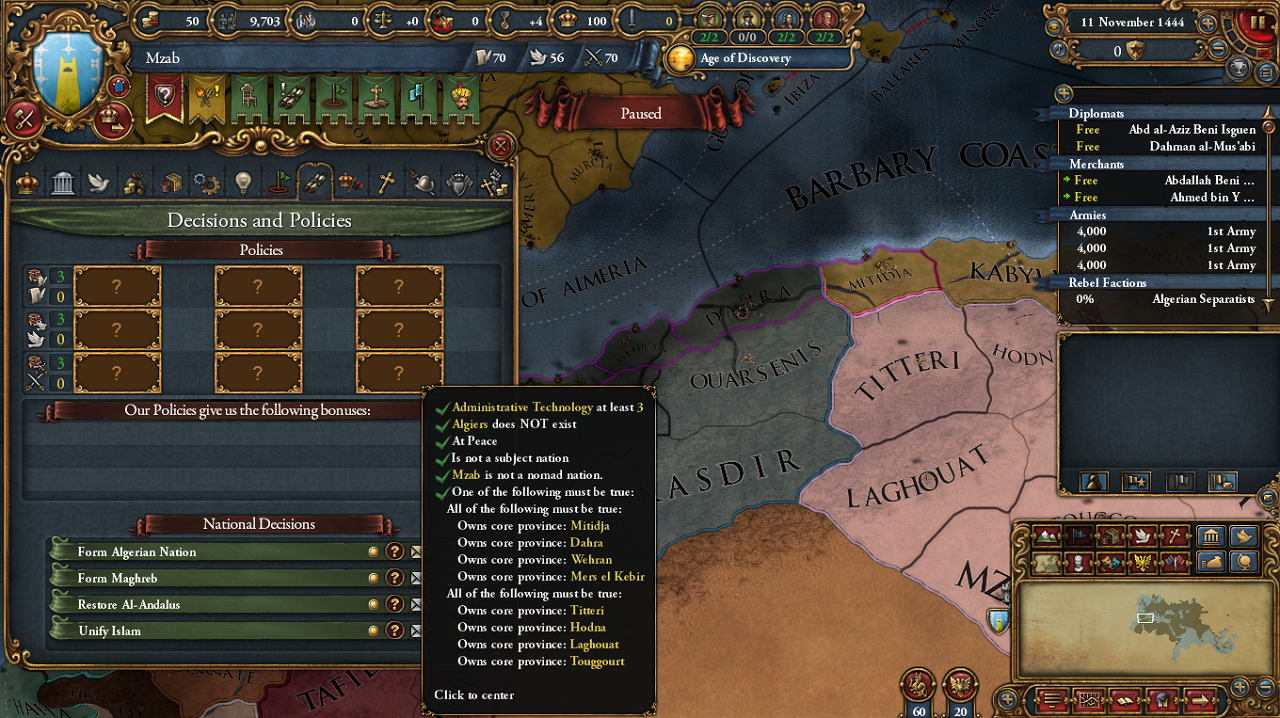 50
9,703
0
+0
0
+4
100
0
2/2
0/0
2/2
2/2
11 November 1444
0
Mzab
70
56
70
Age of Discovery
Paused
Diplomats
Free Abd al-Aziz Beni Isguen
Free Dahman al-Mus'abi
Merchants
Free Abdallah Beni ...
Free Ahmed bin Y ...
Armies
4,000 1st Army
4,000 1st Army
4,000 1st Army
Rebel Factions
0% Algerian Separatists
Decisions and Policies
Policies
3
0
? ? ?
3
0
? ? ?
3
0
? ? ?
Our Policies give us the following bonuses:
National Decisions
Form Algerian Nation ?
Form Maghreb ?
Restore Al-Andalus ?
Unify Islam ?
Administrative Technology at least 3
Algiers does NOT exist
At Peace
Is not a subject nation
Mzab is not a nomad nation.
One of the following must be true:
All of the following must be true:
Owns core province: Mitidja
Owns core province: Dahra
Owns core province: Wehran
Owns core province: Mers el Kebir
All of the following must be true:
Owns core province: Titteri
Owns core province: Hodna
Owns core province: Laghouat
Owns core province: Touggourt
Click to center
MINORC
BALEARES
IBIZA
MURCIA
BARBARY COAS
OF ALMERIA
MITIDJA
KABY
OUARSENIS
TITTERI
HODN
LAGHOUAT
ASDIR
MZ
TAFI
60
20